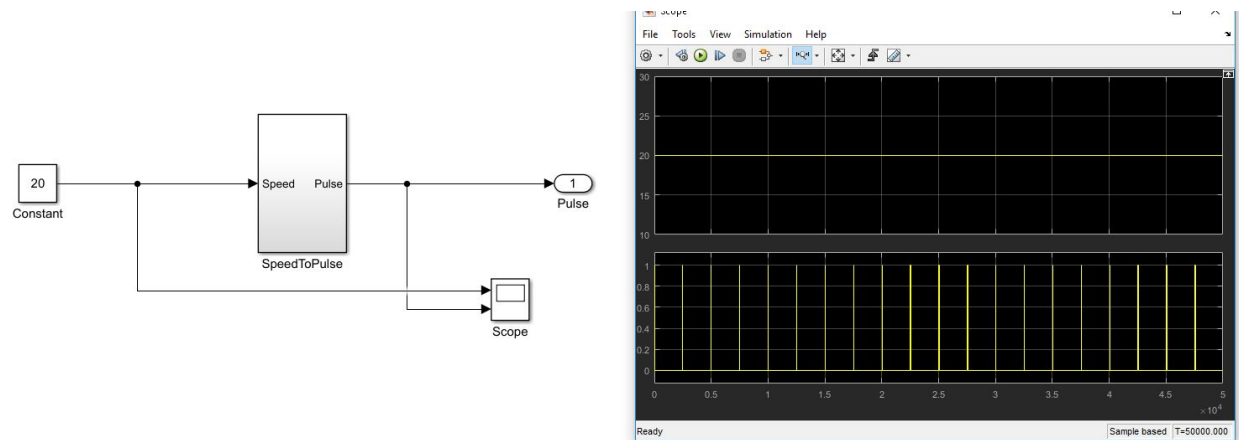 20
Constant
Speed Pulse
SpeedToPulse
1
Pulse
Scope
Scope
File Tools View Simulation Help
30
25
20
15
10
1
0.8
0.6
0.4
0.2
0
0 0.5 1 1.5 2 2.5 3 3.5 4 4.5 5
×10⁴
Ready Sample based T=50000.000